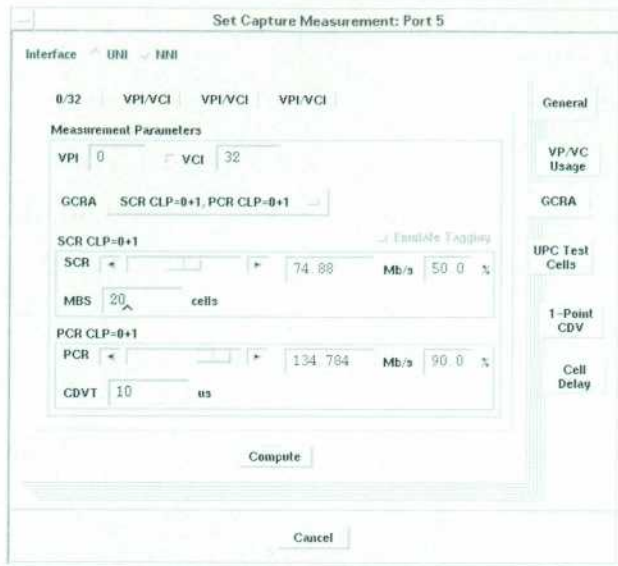 Set Capture Measurement: Port 5
Interface UNI NNI
0/32 VPI/VCI VPI/VCI VPI/VCI
General
Measurement Parameters
VPI 0 VCI 32
VP/VC Usage
GCRA SCR CLP=0+1, PCR CLP=0+1
GCRA
SCR CLP=0+1 Emulate Tagging
SCR 74.88 Mb/s 50.0 %
UPC Test Cells
MBS 20 cells
1-Point CDV
PCR CLP=0+1
PCR 134.784 Mb/s 90.0 %
Cell Delay
CDVT 10 us
Compute
Cancel